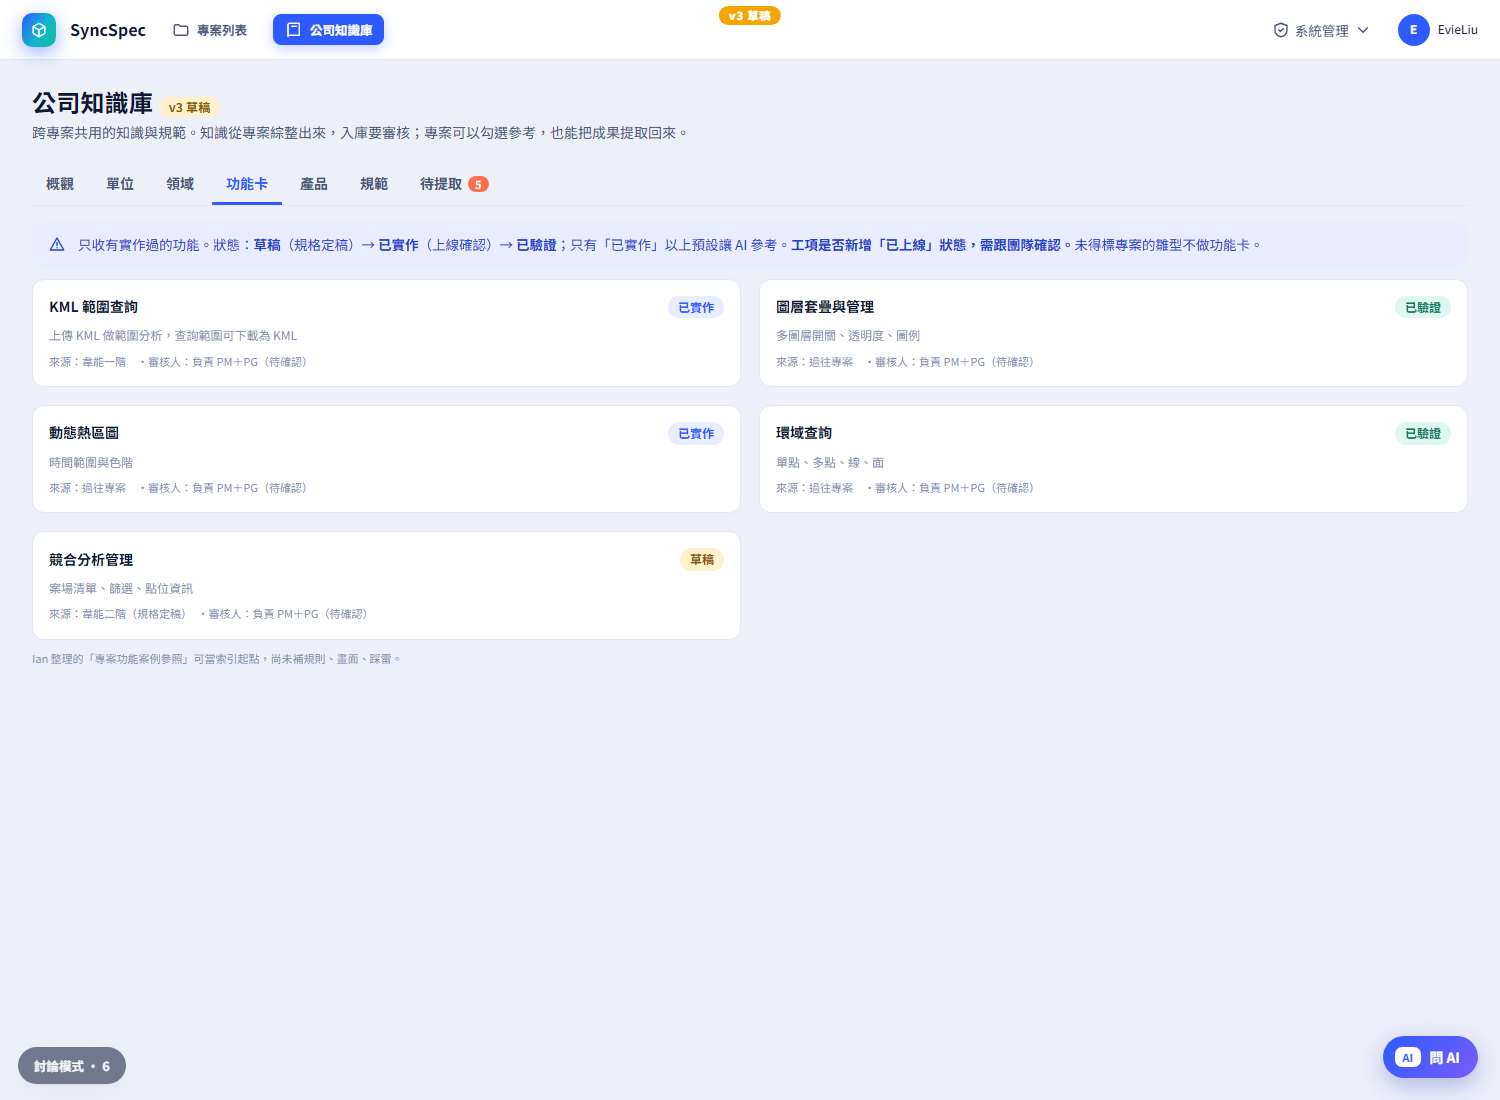 SyncSpec
專案列表
公司知識庫
v3 草稿
系統管理
E
EvieLiu
公司知識庫 v3 草稿
跨專案共用的知識與規範。知識從專案綜整出來，入庫要審核；專案可以勾選參考，也能把成果提取回來。
概觀 單位 領域 功能卡 產品 規範 待提取 5
只收有實作過的功能。狀態：草稿（規格定稿）→ 已實作（上線確認）→ 已驗證；只有「已實作」以上預設讓 AI 參考。工項是否新增「已上線」狀態，需跟團隊確認。未得標專案的雛型不做功能卡。
KML 範圍查詢 已實作
上傳 KML 做範圍分析，查詢範圍可下載為 KML
來源：韋能一階 ・審核人：負責 PM＋PG（待確認）
圖層套疊與管理 已驗證
多圖層開關、透明度、圖例
來源：過往專案 ・審核人：負責 PM＋PG（待確認）
動態熱區圖 已實作
時間範圍與色階
來源：過往專案 ・審核人：負責 PM＋PG（待確認）
環域查詢 已驗證
單點、多點、線、面
來源：過往專案 ・審核人：負責 PM＋PG（待確認）
競合分析管理 草稿
案場清單、篩選、點位資訊
來源：韋能二階（規格定稿） ・審核人：負責 PM＋PG（待確認）
Ian 整理的「專案功能案例參照」可當索引起點，尚未補規則、畫面、踩雷。
討論模式 · 6
AI 問 AI